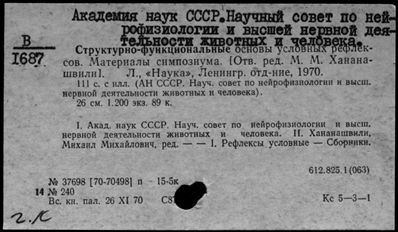 Академия наук СССР. Научный совет по ней-
рофизиологии и высшей нервной дея-
тельности животных и человека.
В
1687
Структурно-функциональные основы условных рефлек-
сов. Материалы симпозиума. [Отв. ред. М. М. Ханана-
швили]. Л., «Наука», Ленингр. отд-ние, 1970.
111 с. с илл. (АН СССР. Науч. совет по нейрофизиологии и высш.
нервной деятельности животных и человека).
26 см. 1.200 экз. 89 к.
I. Акад. наук СССР. Науч. совет по нейрофизиологии и высш.
нервной деятельности животных и человека. II. Хананашвили,
Михаил Михайлович, ред. — — 1. Рефлексы условные — Сборники.
612.825.1(063)
№ 37698 [70-70498] п - 15-5к
14 № 240
Вс. кн. пал. 26 XI 70
Кс 5—3—1